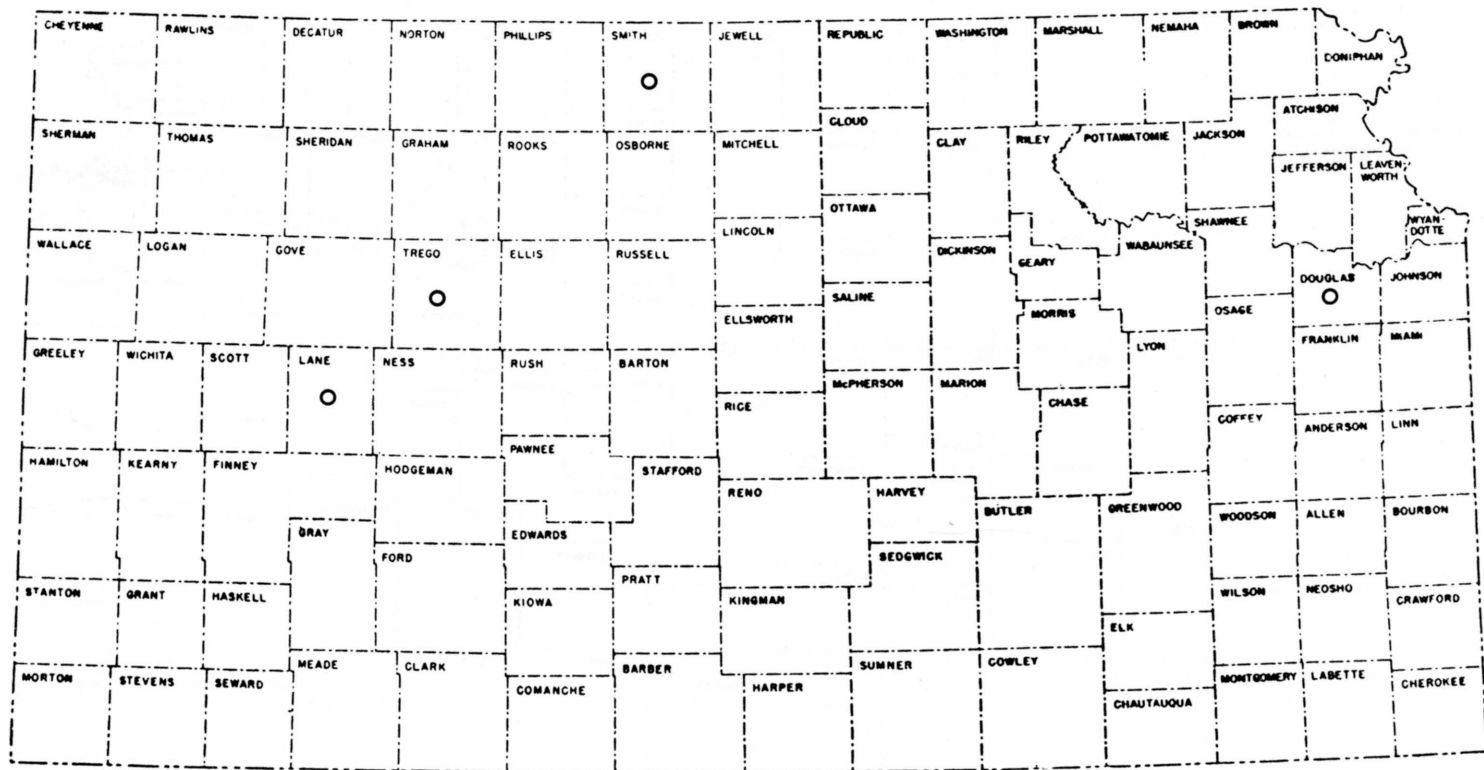 CHEYENNE
RAWLINS
DECATUR
NORTON
PHILLIPS
SMITH
JEWELL
REPUBLIC
WASHINGTON
MARSHALL
NEMAHA
BROWN
DONIPHAN
SHERMAN
THOMAS
SHERIDAN
GRAHAM
ROOKS
OSBORNE
MITCHELL
CLOUD
CLAY
RILEY
POTTAWATOMIE
JACKSON
ATCHISON
JEFFERSON
LEAVEN
WORTH
WYAN
DOTTE
WALLACE
LOGAN
GOVE
TREGO
ELLIS
RUSSELL
LINCOLN
OTTAWA
DICKINSON
GEARY
WABAUNSEE
SHAWNEE
DOUGLAS
JOHNSON
GREELEY
WICHITA
SCOTT
LANE
NESS
RUSH
BARTON
ELLSWORTH
SALINE
MORRIS
LYON
OSAGE
FRANKLIN
MIAMI
HAMILTON
KEARNY
FINNEY
HODGEMAN
PAWNEE
STAFFORD
RICE
McPHERSON
MARION
CHASE
COFFEY
ANDERSON
LINN
GRAY
FORD
EDWARDS
RENO
HARVEY
BUTLER
GREENWOOD
WOODSON
ALLEN
BOURBON
STANTON
GRANT
HASKELL
KIOWA
PRATT
KINGMAN
SEDGWICK
ELK
WILSON
NEOSHO
CRAWFORD
MORTON
STEVENS
SEWARD
MEADE
CLARK
COMANCHE
BARBER
HARPER
SUMNER
COWLEY
CHAUTAUQUA
MONTGOMERY
LABETTE
CHEROKEE